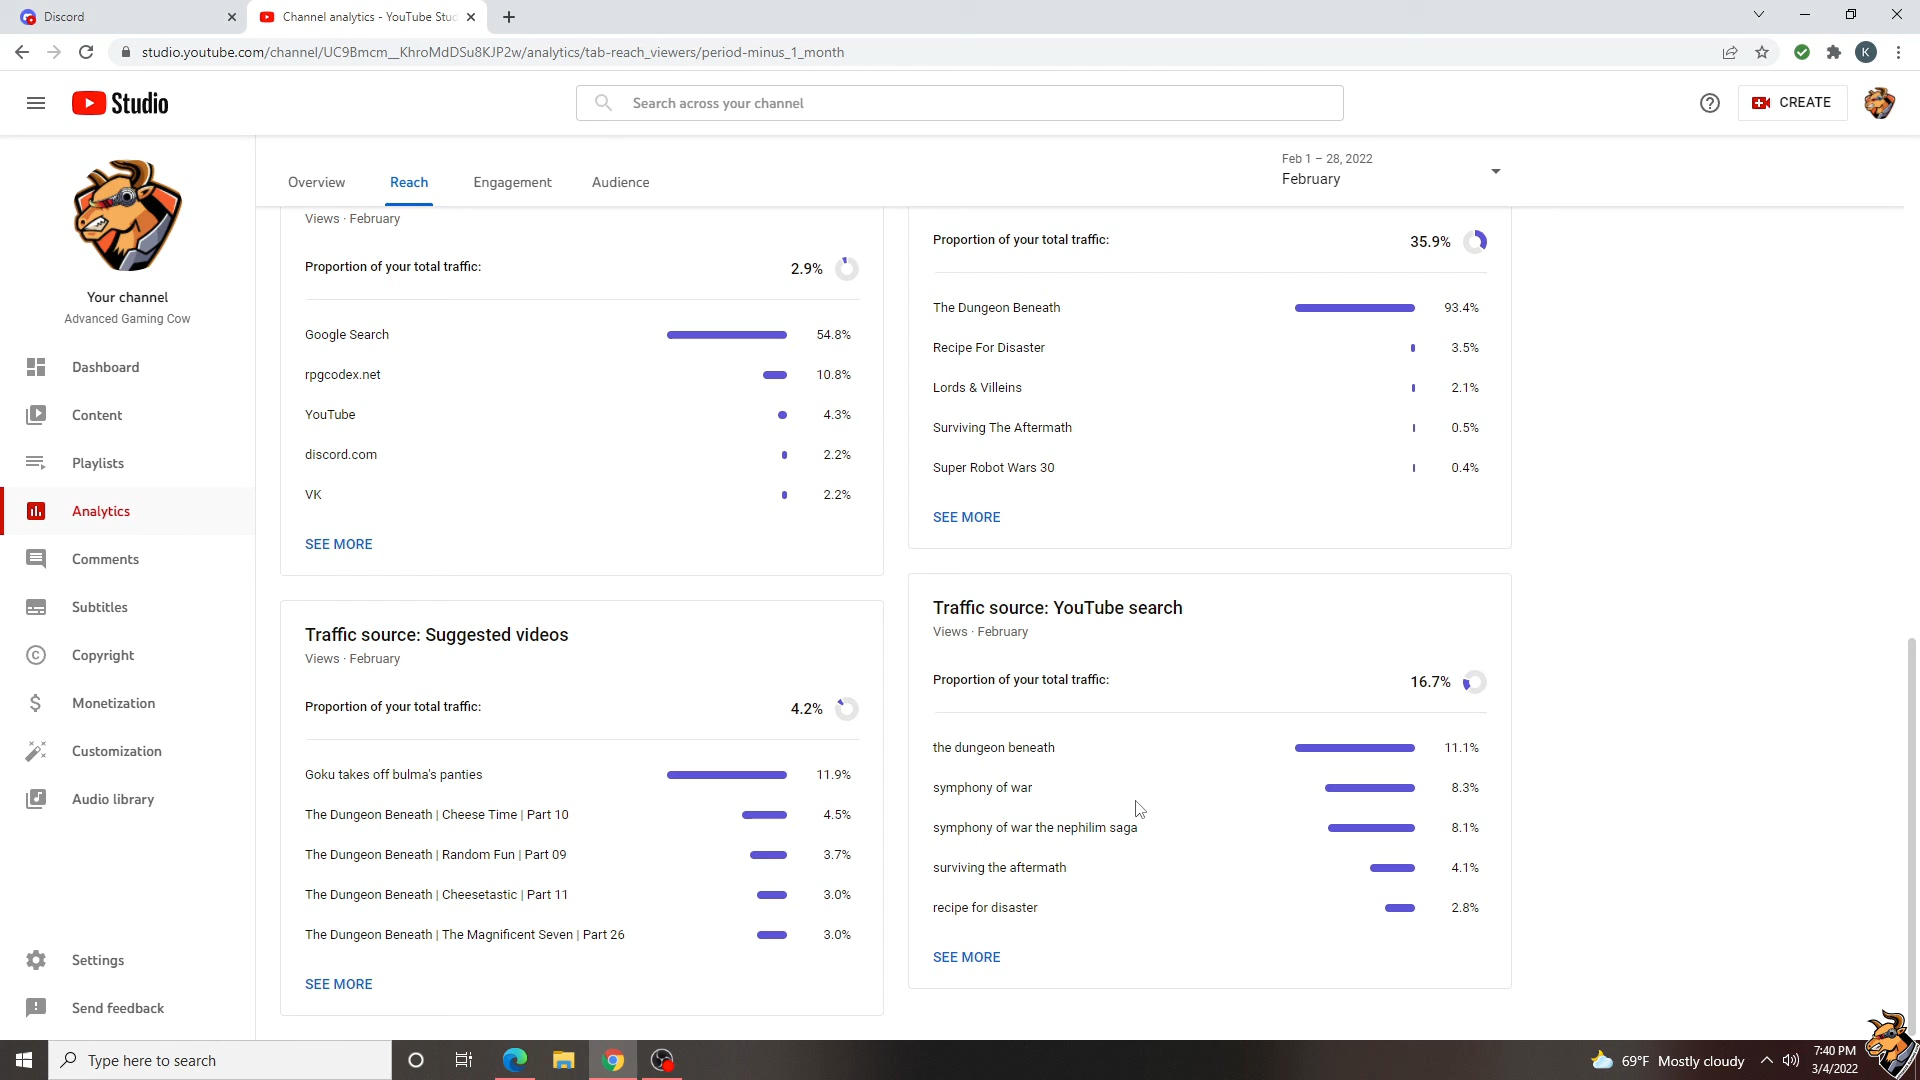 Discord
Channel analytics - YouTube Stud
studio.youtube.com/channel/UC9Bmcm__KhroMdDSu8KJP2w/analytics/tab-reach_viewers/period-minus_1_month
K
Studio
Search across your channel
CREATE
Your channel
Advanced Gaming Cow
Dashboard
Content
Playlists
Analytics
Comments
Subtitles
Copyright
Monetization
Customization
Audio library
Settings
Send feedback
Overview
Reach
Engagement
Audience
Feb 1 – 28, 2022
February
Views · February
Proportion of your total traffic: 2.9%
Google Search 54.8%
rpgcodex.net 10.8%
YouTube 4.3%
discord.com 2.2%
VK 2.2%
SEE MORE
Proportion of your total traffic: 35.9%
The Dungeon Beneath 93.4%
Recipe For Disaster 3.5%
Lords & Villeins 2.1%
Surviving The Aftermath 0.5%
Super Robot Wars 30 0.4%
SEE MORE
Traffic source: Suggested videos
Views · February
Proportion of your total traffic: 4.2%
Goku takes off bulma's panties 11.9%
The Dungeon Beneath | Cheese Time | Part 10 4.5%
The Dungeon Beneath | Random Fun | Part 09 3.7%
The Dungeon Beneath | Cheesetastic | Part 11 3.0%
The Dungeon Beneath | The Magnificent Seven | Part 26 3.0%
SEE MORE
Traffic source: YouTube search
Views · February
Proportion of your total traffic: 16.7%
the dungeon beneath 11.1%
symphony of war 8.3%
symphony of war the nephilim saga 8.1%
surviving the aftermath 4.1%
recipe for disaster 2.8%
SEE MORE
Type here to search
69°F Mostly cloudy
7:40 PM
3/4/2022